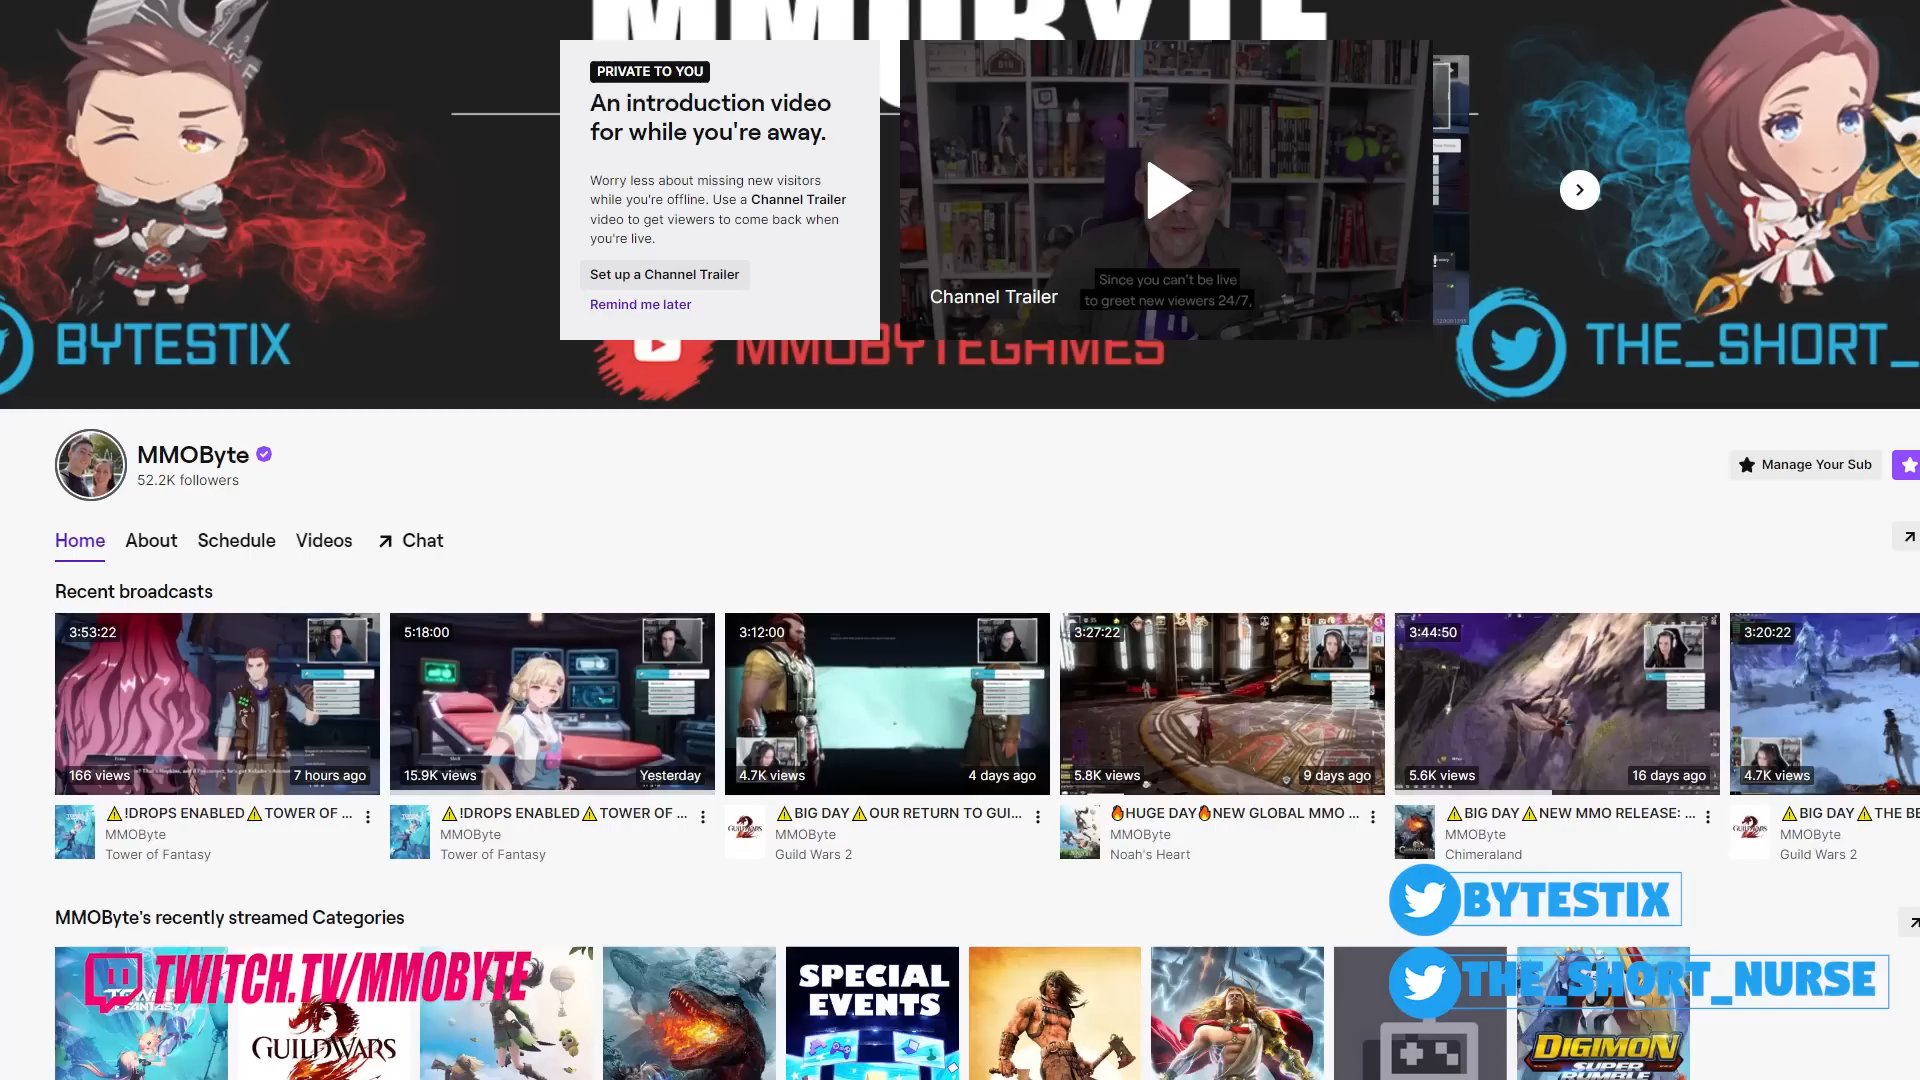 MMOBYTE
PRIVATE TO YOU
An introduction video
for while you're away.
Worry less about missing new visitors
while you're offline. Use a Channel Trailer
video to get viewers to come back when
you're live.
Set up a Channel Trailer
Remind me later
Since you can't be live
to greet new viewers 24/7,
Channel Trailer
BYTESTIX
MMOBYTEGAMES
THE_SHORT_
MMOByte
52.2K followers
Manage Your Sub
Home About Schedule Videos Chat
Recent broadcasts
3:53:22
166 views
7 hours ago
⚠!DROPS ENABLED⚠TOWER OF ...
MMOByte
Tower of Fantasy
5:18:00
15.9K views
Yesterday
⚠!DROPS ENABLED⚠TOWER OF ...
MMOByte
Tower of Fantasy
3:12:00
4.7K views
4 days ago
⚠BIG DAY⚠OUR RETURN TO GUI...
MMOByte
Guild Wars 2
3:27:22
5.8K views
9 days ago
🔥HUGE DAY🔥NEW GLOBAL MMO ...
MMOByte
Noah's Heart
3:44:50
5.6K views
16 days ago
⚠BIG DAY⚠NEW MMO RELEASE: ...
MMOByte
Chimeraland
3:20:22
4.7K views
⚠BIG DAY⚠THE BE
MMOByte
Guild Wars 2
BYTESTIX
MMOByte's recently streamed Categories
TWITCH.TV/MMOBYTE
THE_SHORT_NURSE
GUILDWARS
SPECIAL
EVENTS
DIGIMON
SUPER
RUMBLE